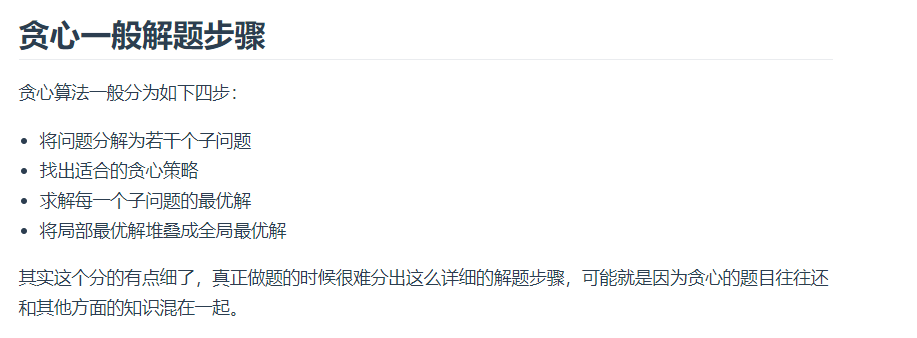 贪心一般解题步骤
贪心算法一般分为如下四步：
• 将问题分解为若干个子问题
• 找出适合的贪心策略
• 求解每一个子问题的最优解
• 将局部最优解堆叠成全局最优解
其实这个分的有点细了，真正做题的时候很难分出这么详细的解题步骤，可能就是因为贪心的题目往往还
和其他方面的知识混在一起。